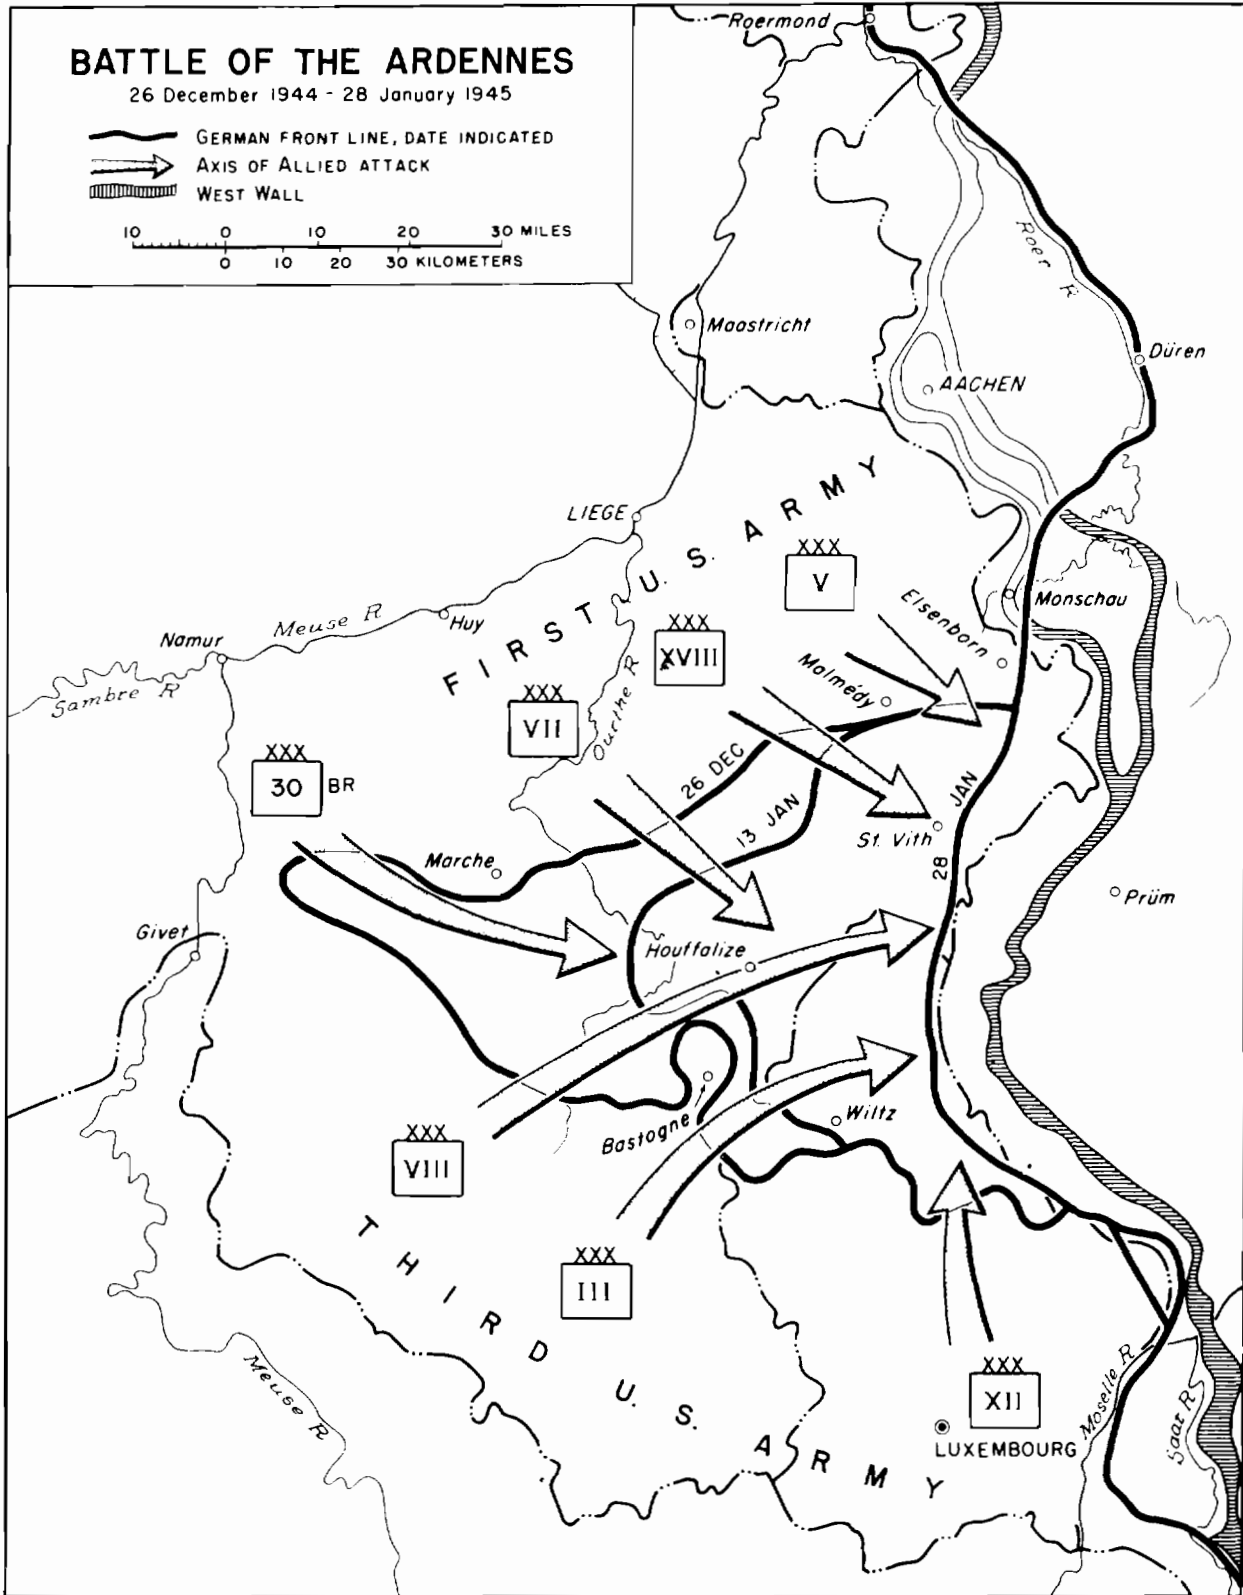 BATTLE OF THE ARDENNES
26 December 1944 - 28 January 1945
GERMAN FRONT LINE, DATE INDICATED
AXIS OF ALLIED ATTACK
WEST WALL
10 0 10 20 30 MILES
0 10 20 30 KILOMETERS
Roermond
Roer R
Maastricht
Düren
AACHEN
LIEGE
FIRST U.S. ARMY
XXX
V
Monschau
Elsenborn
Meuse R
Huy
Namur
Sambre R
XXX
XVIII
Malmédy
XXX
VII
Ourthe R
XXX
30 BR
26 DEC
13 JAN
28 JAN
St. Vith
Marche
Prüm
Givet
Houffalize
Bastogne
Wiltz
XXX
VIII
THIRD U.S. ARMY
XXX
III
XXX
XII
Meuse R
Moselle R
Saar R
LUXEMBOURG